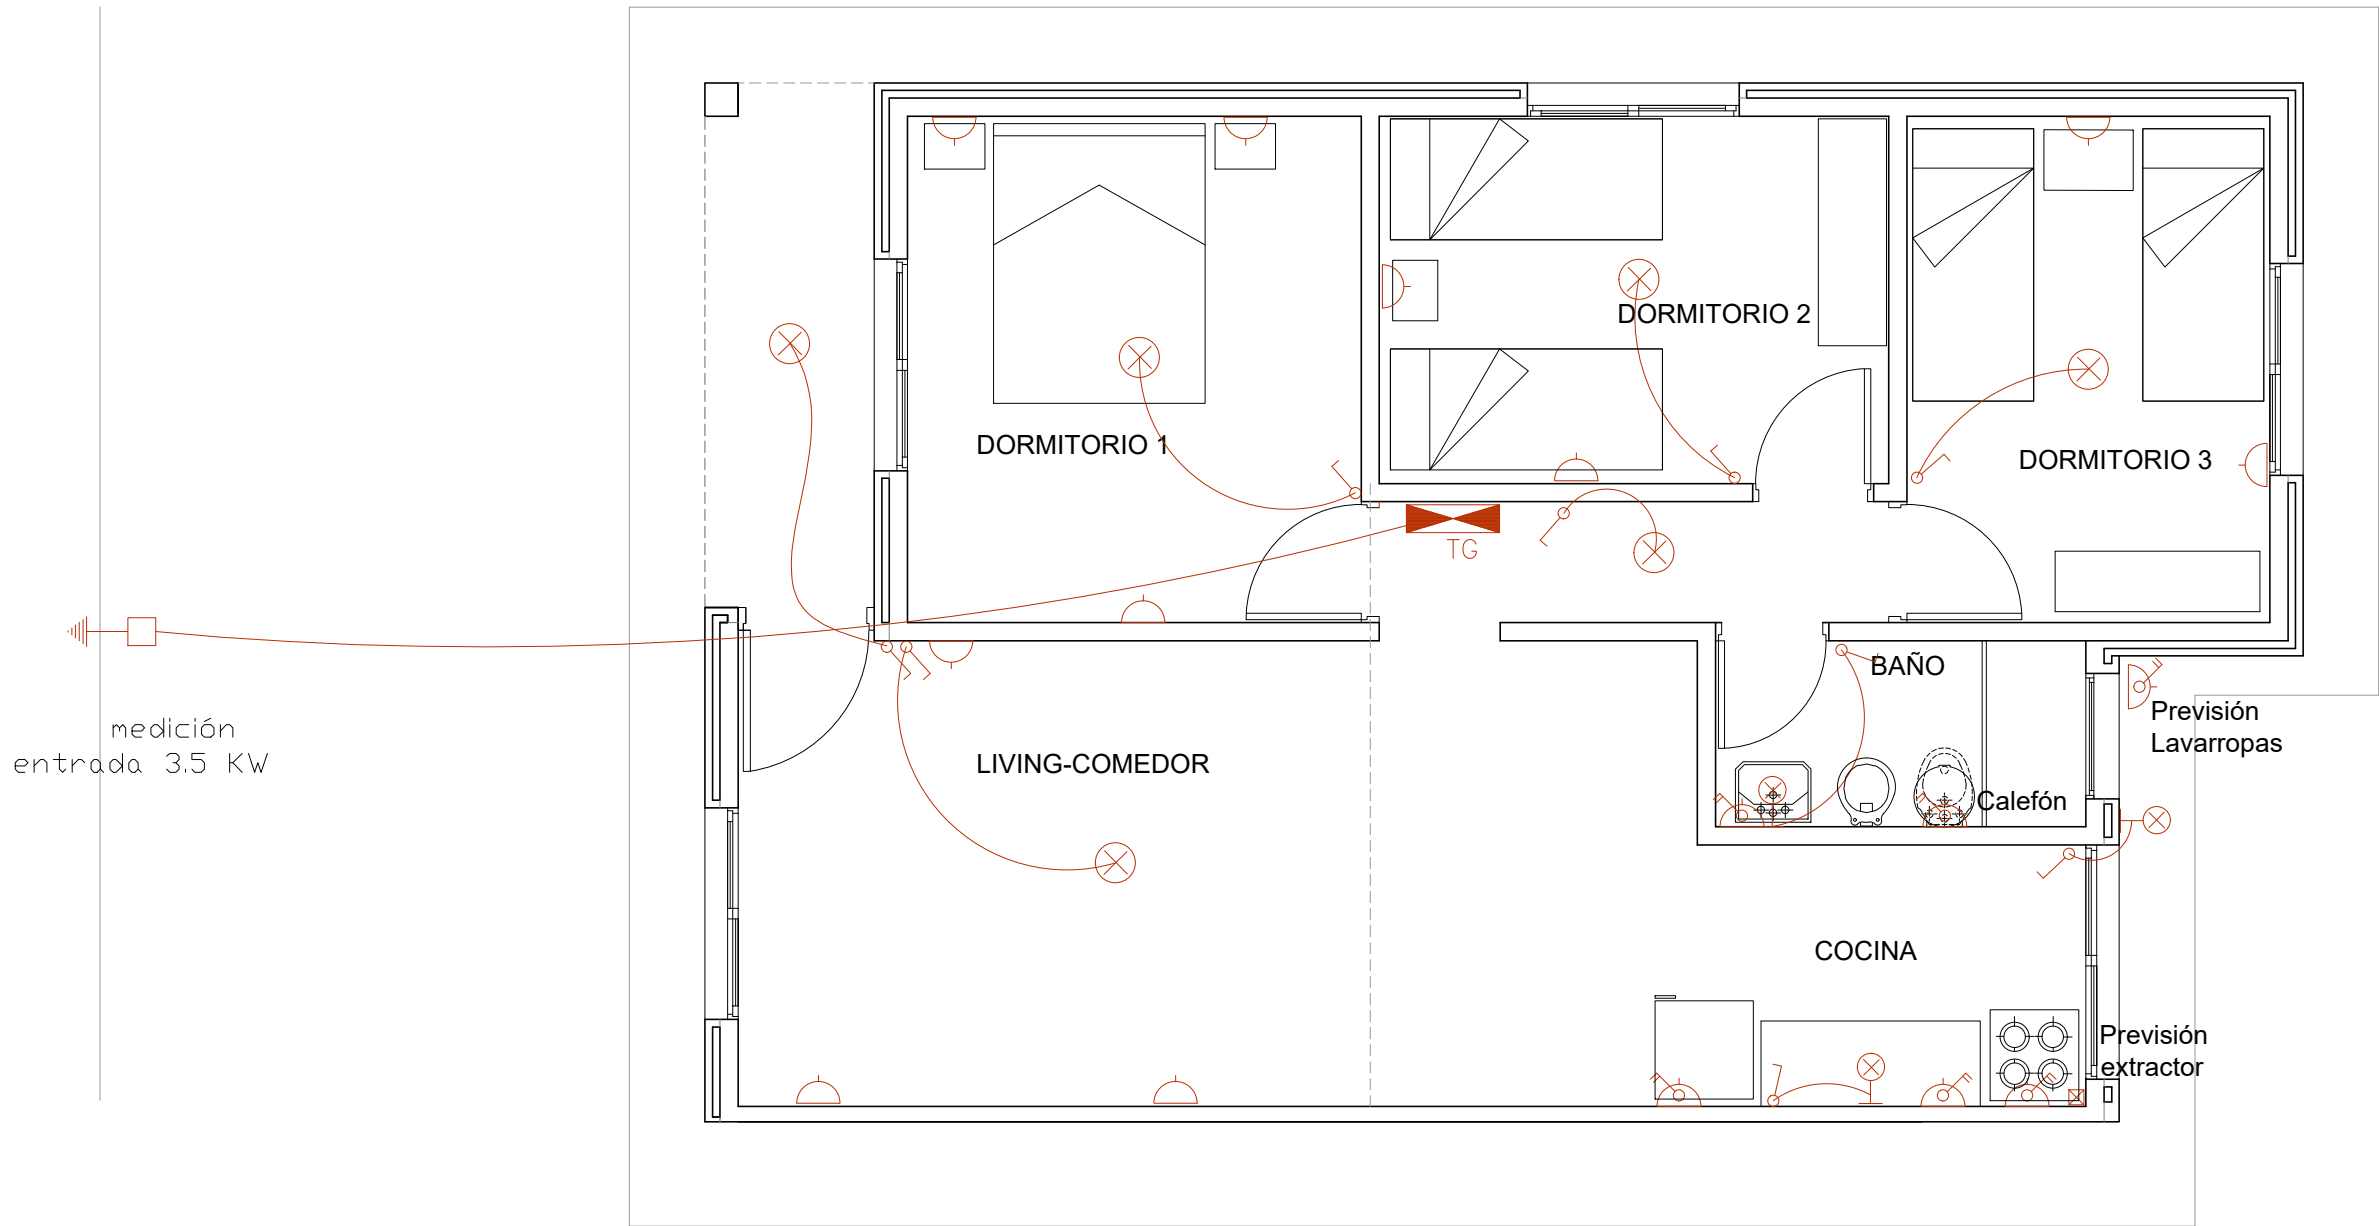 DORMITORIO 2
DORMITORIO 1
DORMITORIO 3
TG
BAÑO
Previsión
Lavarropas
medición
entrada 3.5 KW
LIVING-COMEDOR
Calefón
COCINA
Previsión
extractor